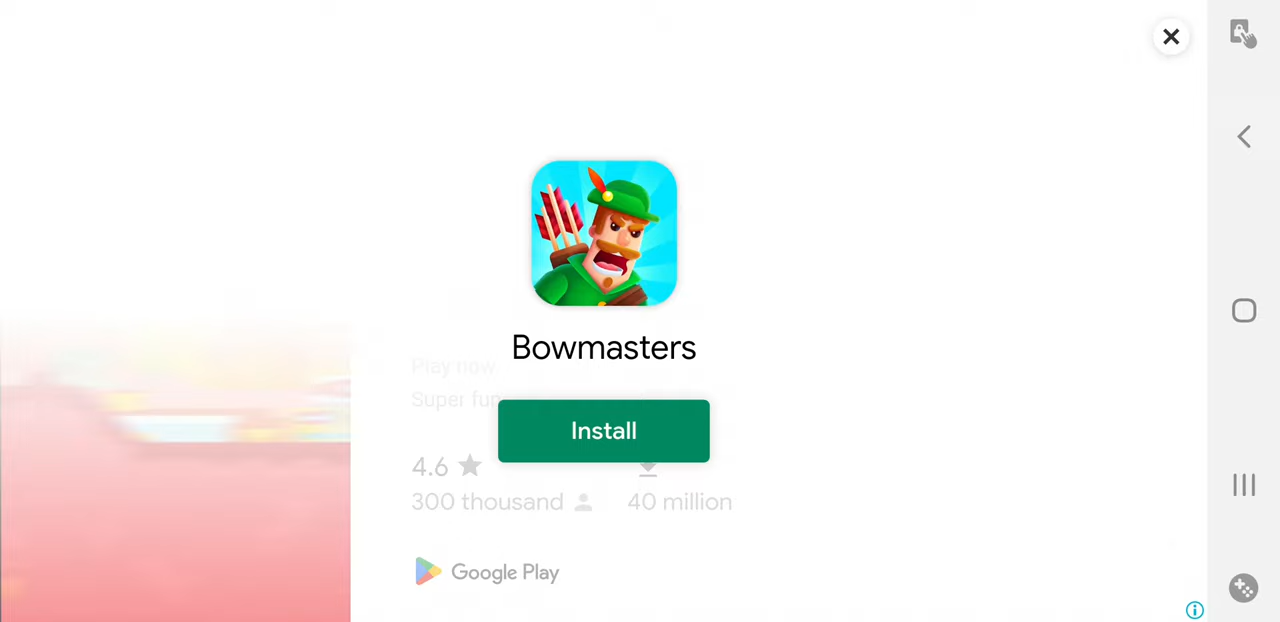 Bowmasters
Play now.
Super fun
Install
4.6
300 thousand
40 million
Google Play